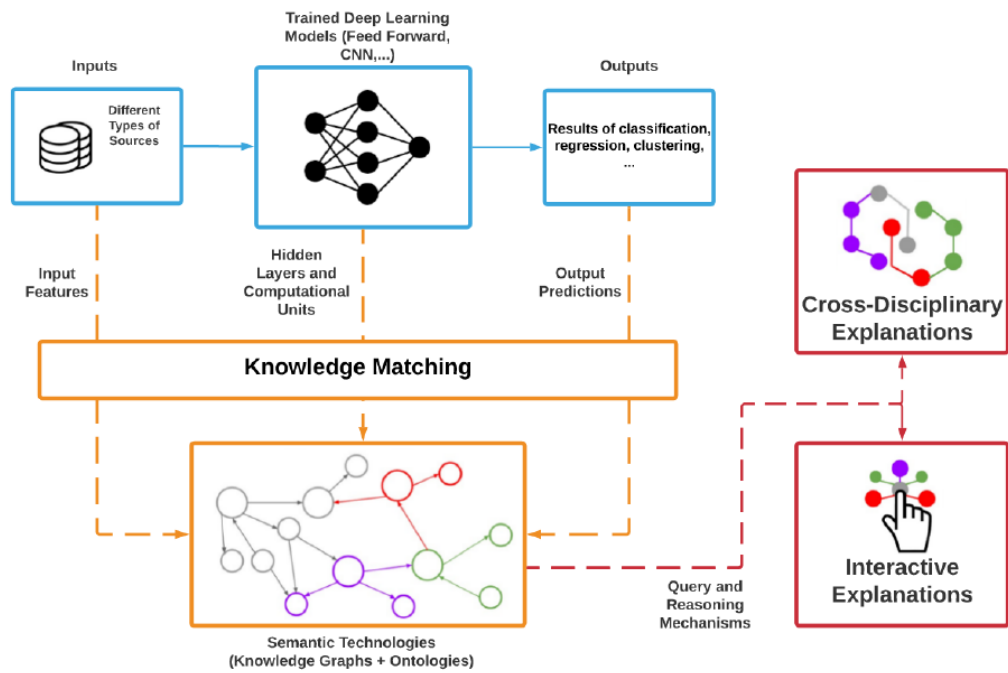 Trained Deep Learning
Models (Feed Forward,
CNN,...)
Inputs
Outputs
Different
Types of
Sources
Results of classification,
regression, clustering,
...
Input
Features
Hidden
Layers and
Computational
Units
Output
Predictions
Cross-Disciplinary
Explanations
Knowledge Matching
Interactive
Explanations
Query and
Reasoning
Mechanisms
Semantic Technologies
(Knowledge Graphs + Ontologies)